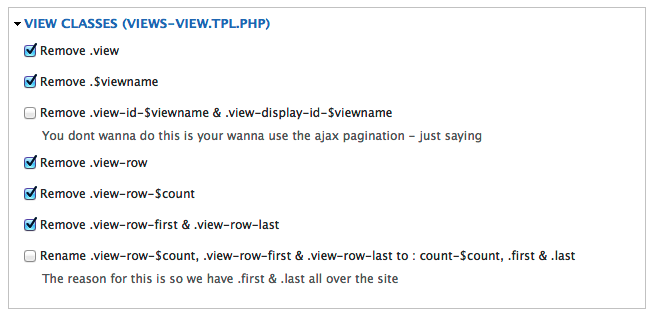 VIEW CLASSES (VIEWS-VIEW.TPL.PHP)
Remove .view
Remove .$viewname
Remove .view-id-$viewname & .view-display-id-$viewname
You dont wanna do this is your wanna use the ajax pagination - just saying
Remove .view-row
Remove .view-row-$count
Remove .view-row-first & .view-row-last
Rename .view-row-$count, .view-row-first & .view-row-last to : count-$count, .first & .last
The reason for this is so we have .first & .last all over the site